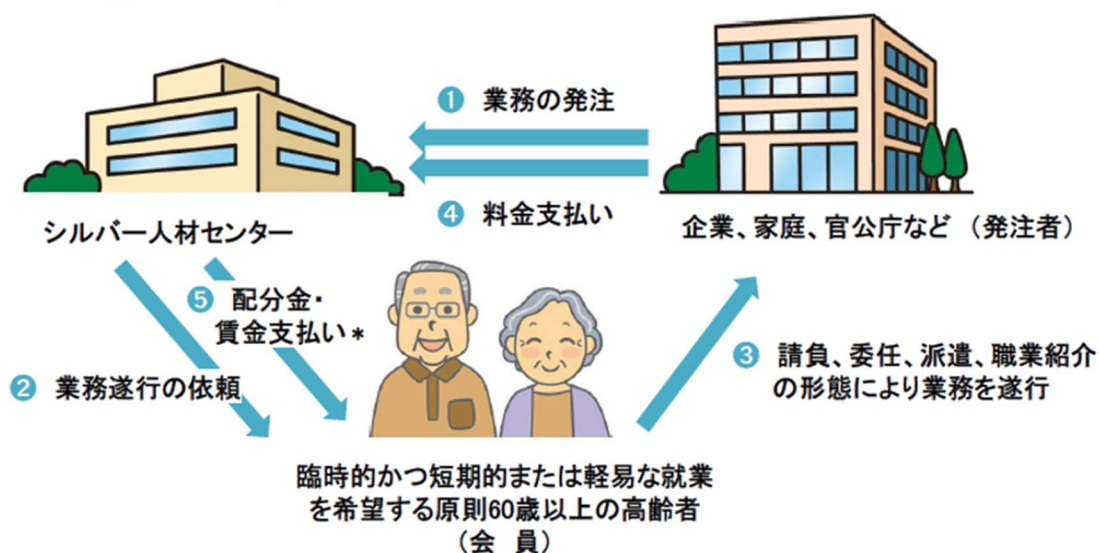 ❶ 業務の発注
❹ 料金支払い
シルバー人材センター
企業、家庭、官公庁など （発注者）
❺ 配分金・
賃金支払い＊
❷ 業務遂行の依頼
❸ 請負、委任、派遣、職業紹介
の形態により業務を遂行
臨時的かつ短期的または軽易な就業
を希望する原則60歳以上の高齢者
（会 員）